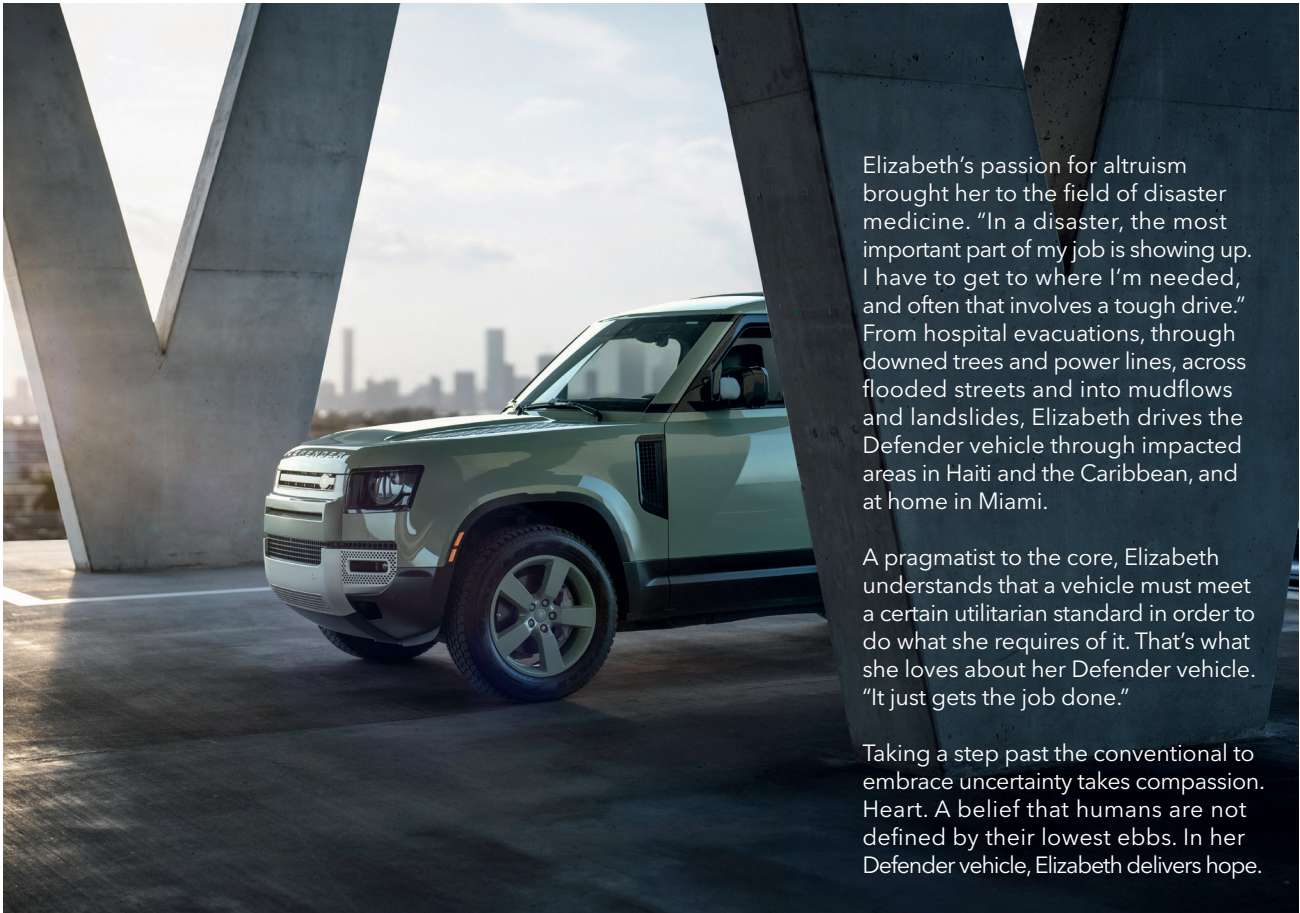 DEFENDER
Elizabeth’s passion for altruism
brought her to the field of disaster
medicine. “In a disaster, the most
important part of my job is showing up.
I have to get to where I’m needed,
and often that involves a tough drive.”
From hospital evacuations, through
downed trees and power lines, across
flooded streets and into mudflows
and landslides, Elizabeth drives the
Defender vehicle through impacted
areas in Haiti and the Caribbean, and
at home in Miami.
A pragmatist to the core, Elizabeth
understands that a vehicle must meet
a certain utilitarian standard in order to
do what she requires of it. That’s what
she loves about her Defender vehicle.
“It just gets the job done.”
Taking a step past the conventional to
embrace uncertainty takes compassion.
Heart. A belief that humans are not
defined by their lowest ebbs. In her
Defender vehicle, Elizabeth delivers hope.